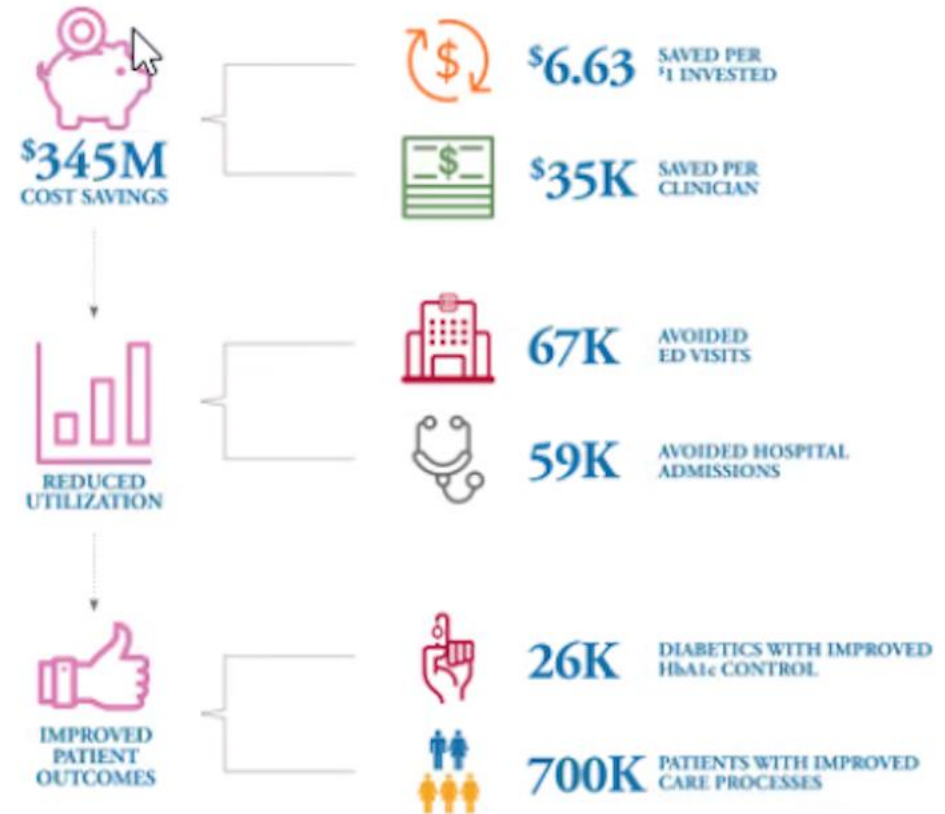 $345M
COST SAVINGS
$
$6.63
SAVED PER
$1 INVESTED
$
$35K
SAVED PER
CLINICIAN
REDUCED
UTILIZATION
67K
AVOIDED
ED VISITS
59K
AVOIDED HOSPITAL
ADMISSIONS
IMPROVED
PATIENT
OUTCOMES
26K
DIABETICS WITH IMPROVED
HbA1c CONTROL
700K
PATIENTS WITH IMPROVED
CARE PROCESSES